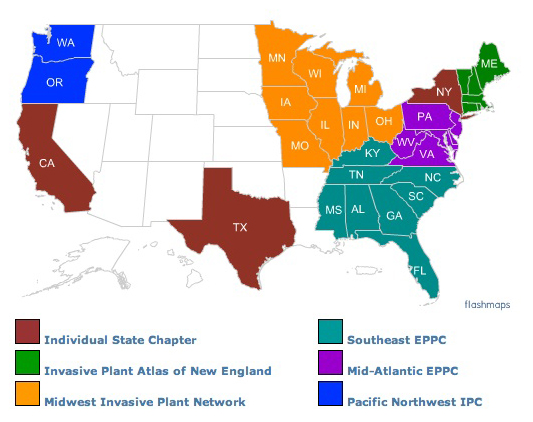 WA
OR
CA
TX
MN
WI
MI
IA
IL
IN
OH
MO
ME
NY
PA
WV
VA
KY
TN
NC
SC
MS
AL
GA
FL
flashmaps
Individual State Chapter
Invasive Plant Atlas of New England
Midwest Invasive Plant Network
Southeast EPPC
Mid-Atlantic EPPC
Pacific Northwest IPC